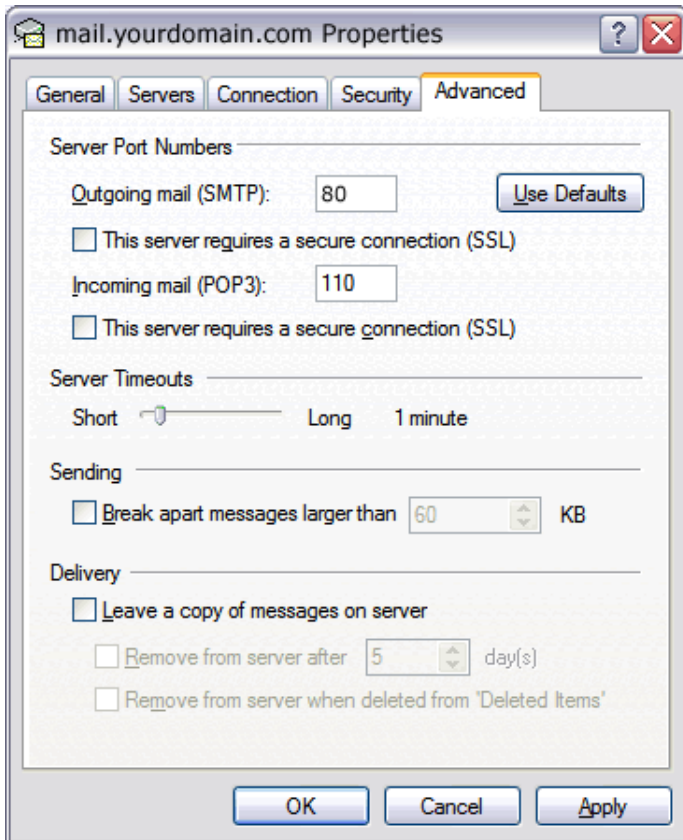 mail.yourdomain.com Properties
?
General Servers Connection Security Advanced
Server Port Numbers
Outgoing mail (SMTP): 80 Use Defaults
This server requires a secure connection (SSL)
Incoming mail (POP3): 110
This server requires a secure connection (SSL)
Server Timeouts
Short Long 1 minute
Sending
Break apart messages larger than 60 KB
Delivery
Leave a copy of messages on server
Remove from server after 5 day(s)
Remove from server when deleted from 'Deleted Items'
OK Cancel Apply